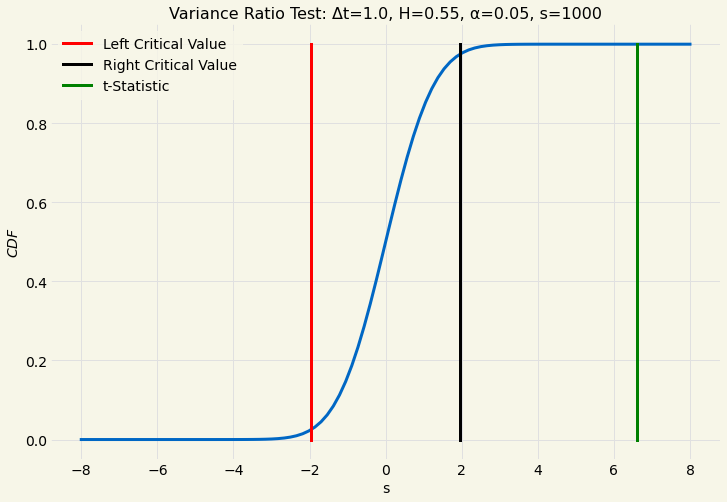 Variance Ratio Test: Δt=1.0, H=0.55, α=0.05, s=1000
Left Critical Value
Right Critical Value
t-Statistic
1.0
0.8
0.6
0.4
0.2
0.0
CDF
−8 −6 −4 −2 0 2 4 6 8
s